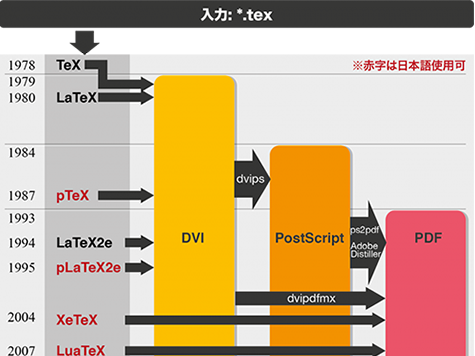 入力: *.tex
※赤字は日本語使用可
1978 TeX
1979
1980 LaTeX
1984
dvips
1987 pTeX
1993
ps2pdf
1994 LaTeX2e
DVI PostScript PDF
Adobe
Distiller
1995 pLaTeX2e
dvipdfmx
2004 XeTeX
2007 LuaTeX